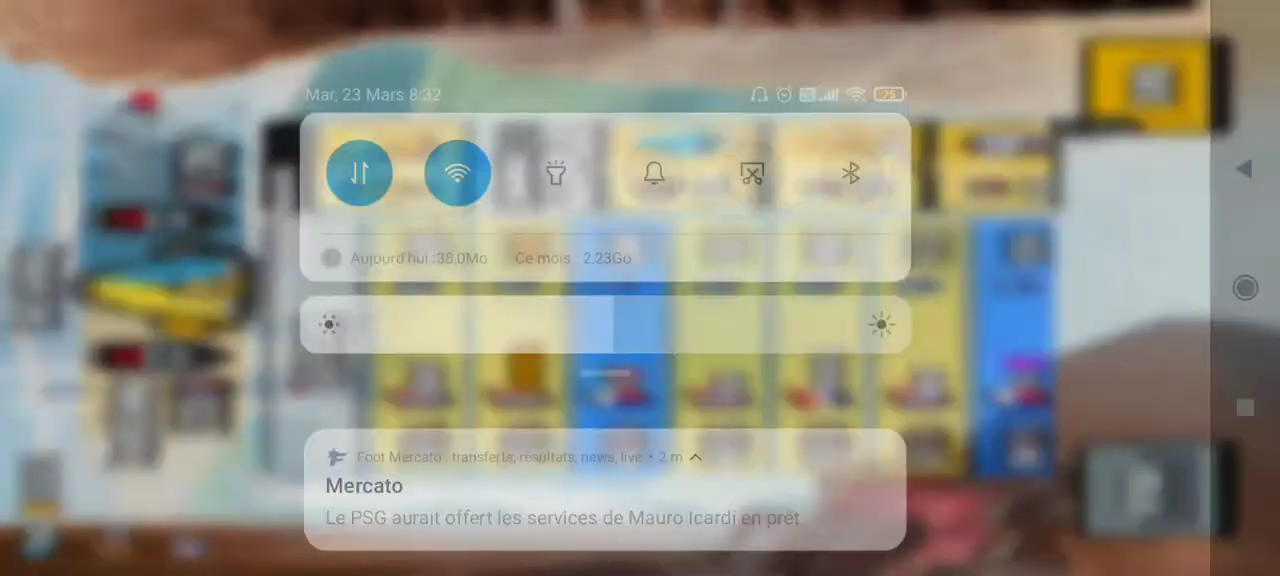 Mar, 23 Mars 8:32
75
Aujourd'hui :38,0Mo Ce mois : 2.23Go
Foot Mercato : transferts, résultats, news, live • 2 m
Mercato
Le PSG aurait offert les services de Mauro Icardi en prêt